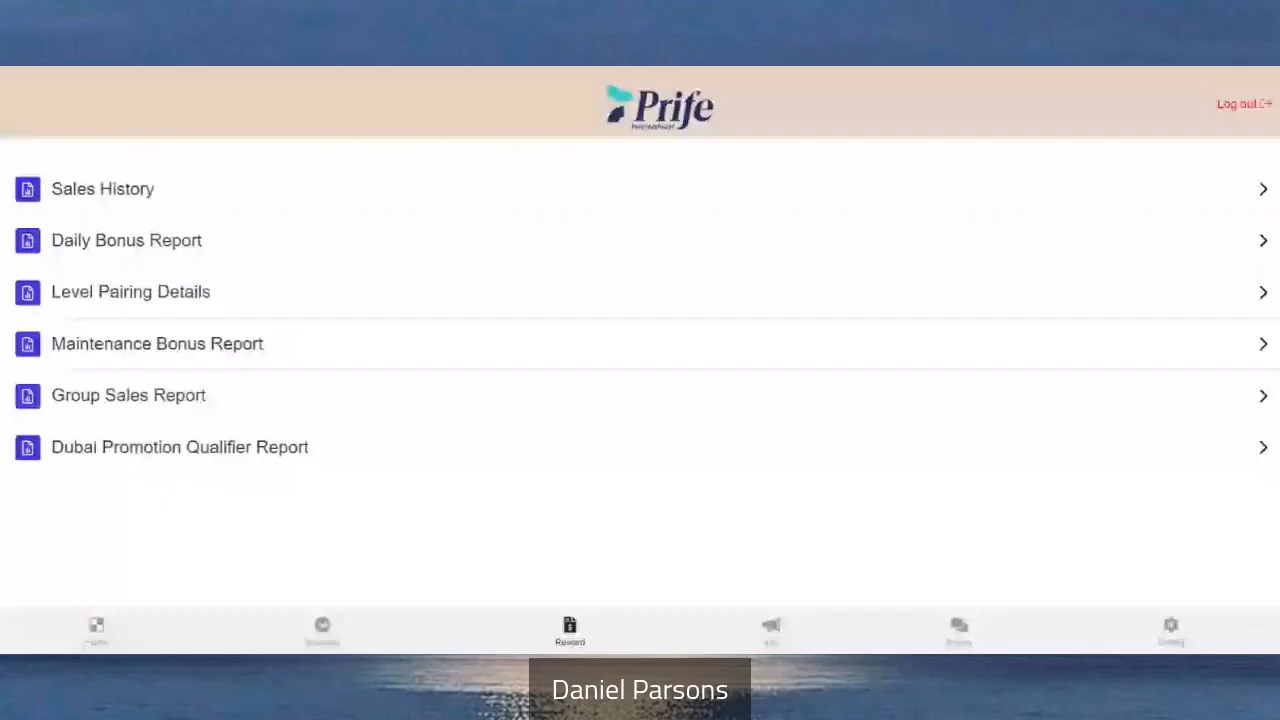 Prife
Log out
Sales History
Daily Bonus Report
Level Pairing Details
Maintenance Bonus Report
Group Sales Report
Dubai Promotion Qualifier Report
Reward
Daniel Parsons